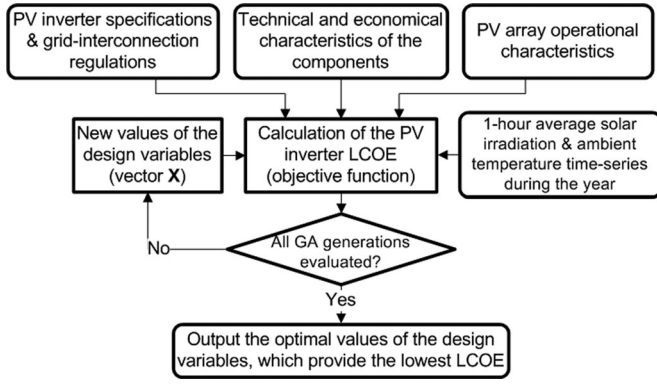 PV inverter specifications
& grid-interconnection
regulations
Technical and economical
characteristics of the
components
PV array operational
characteristics
New values of the
design variables
(vector X)
Calculation of the PV
inverter LCOE
(objective function)
1-hour average solar
irradiation & ambient
temperature time-series
during the year
All GA generations
evaluated?
No
Yes
Output the optimal values of the design
variables, which provide the lowest LCOE